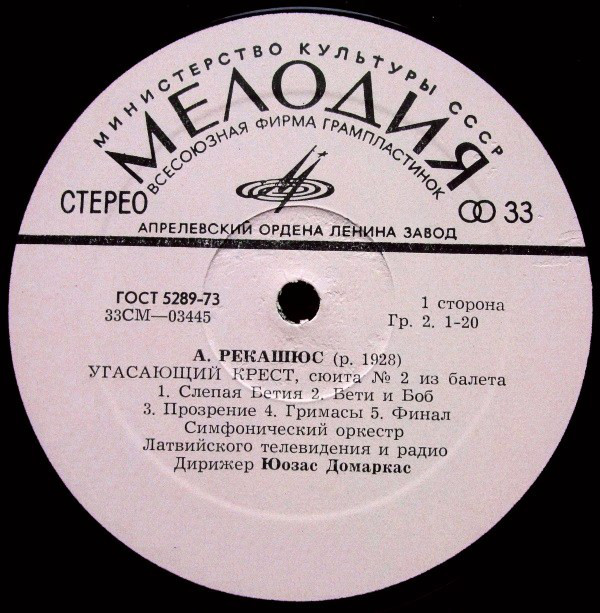 МИНИСТЕРСТВО КУЛЬТУРЫ СССР
МЕЛОДИЯ
ВСЕСОЮЗНАЯ ФИРМА ГРАМПЛАСТИНОК
СТЕРЕО
33
АПРЕЛЕВСКИЙ ОРДЕНА ЛЕНИНА ЗАВОД
ГОСТ 5289-73
33СМ—03445
1 сторона
Гр. 2. 1-20
А. РЕКАШЮС (р. 1928)
УГАСАЮЩИЙ КРЕСТ, сюита № 2 из балета
1. Слепая Бетия 2. Бети и Боб
3. Прозрение 4. Гримасы 5. Финал
Симфонический оркестр
Латвийского телевидения и радио
Дирижер Юозас Домаркас